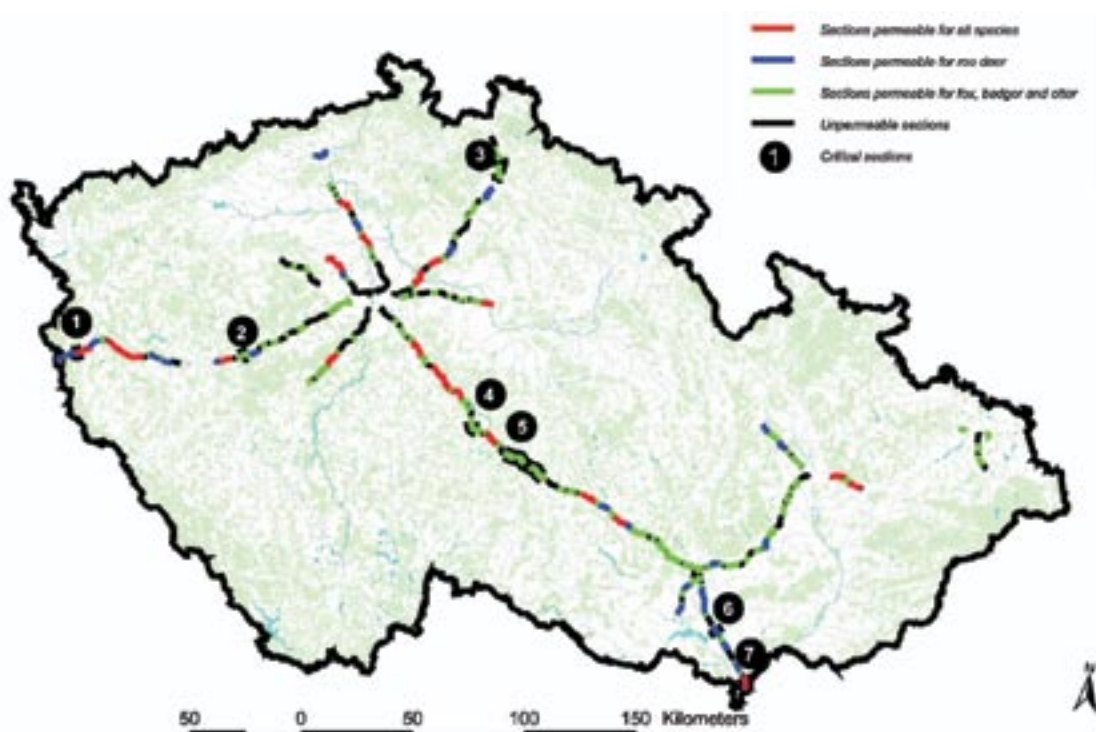 Sections permeable for all species
Sections permeable for roe deer
Sections permeable for fox, badger and otter
Unpermeable sections
1 Critical sections
3
1
2
4
5
6
7
N
50 0 50 100 150 Kilometers